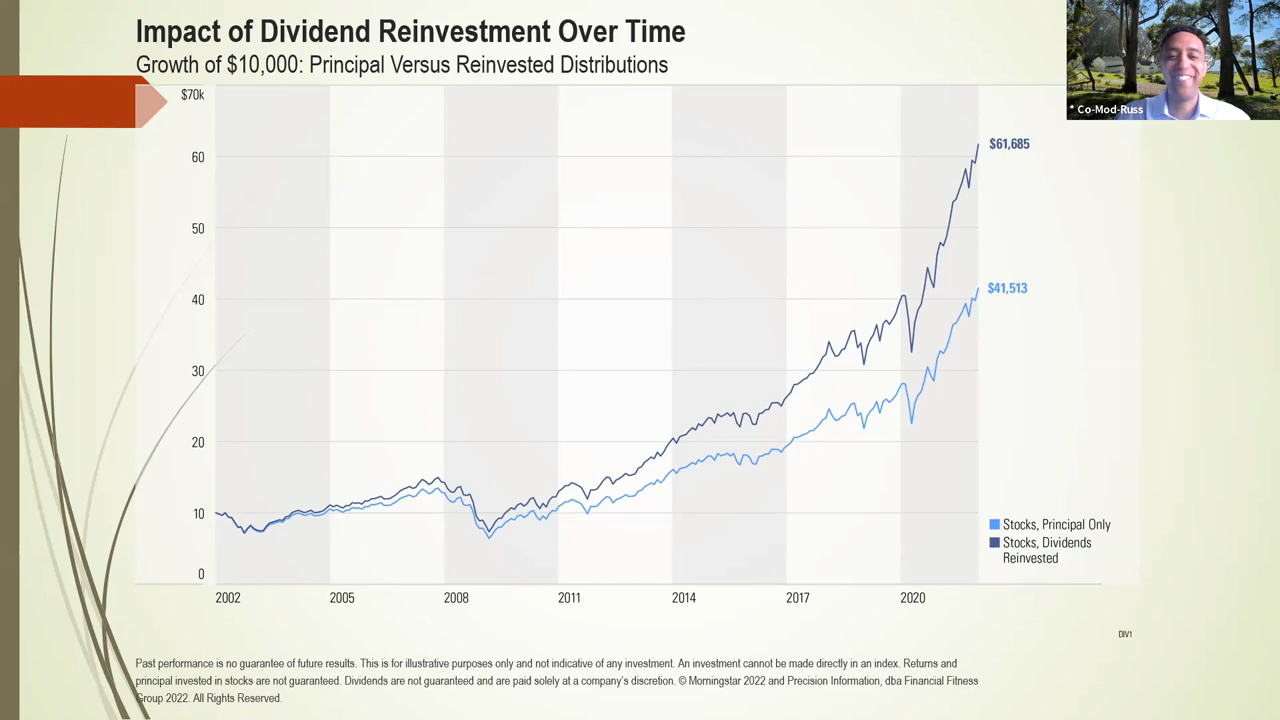 Impact of Dividend Reinvestment Over Time
Growth of $10,000: Principal Versus Reinvested Distributions
* Co-Mod-Russ
$70k
60
50
40
30
20
10
0
$61,685
$41,513
Stocks, Principal Only
Stocks, Dividends
Reinvested
2002 2005 2008 2011 2014 2017 2020
DIV1
Past performance is no guarantee of future results. This is for illustrative purposes only and not indicative of any investment. An investment cannot be made directly in an index. Returns and
principal invested in stocks are not guaranteed. Dividends are not guaranteed and are paid solely at a company's discretion. © Morningstar 2022 and Precision Information, dba Financial Fitness
Group 2022. All Rights Reserved.